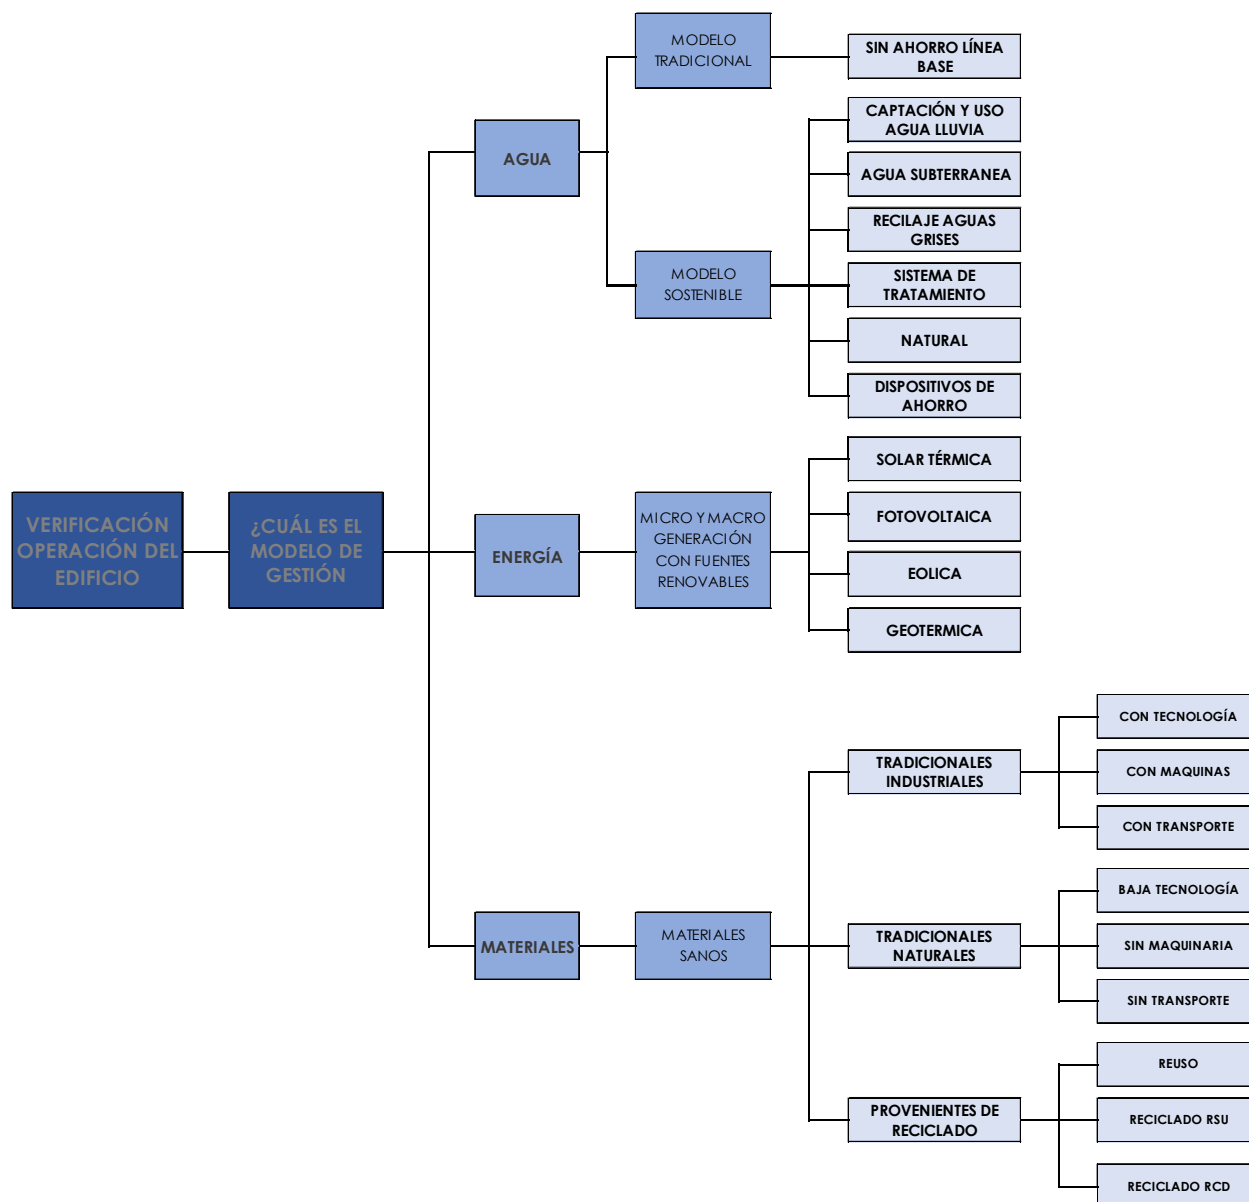 VERIFICACIÓN
OPERACIÓN DEL
EDIFICIO
¿CUÁL ES EL
MODELO DE
GESTIÓN
AGUA
MODELO
TRADICIONAL
SIN AHORRO LÍNEA
BASE
MODELO
SOSTENIBLE
CAPTACIÓN Y USO
AGUA LLUVIA
AGUA SUBTERRANEA
RECILAJE AGUAS
GRISES
SISTEMA DE
TRATAMIENTO
NATURAL
DISPOSITIVOS DE
AHORRO
ENERGÍA
MICRO Y MACRO
GENERACIÓN
CON FUENTES
RENOVABLES
SOLAR TÉRMICA
FOTOVOLTAICA
EOLICA
GEOTERMICA
MATERIALES
MATERIALES
SANOS
TRADICIONALES
INDUSTRIALES
CON TECNOLOGÍA
CON MAQUINAS
CON TRANSPORTE
TRADICIONALES
NATURALES
BAJA TECNOLOGÍA
SIN MAQUINARIA
SIN TRANSPORTE
PROVENIENTES DE
RECICLADO
REUSO
RECICLADO RSU
RECICLADO RCD